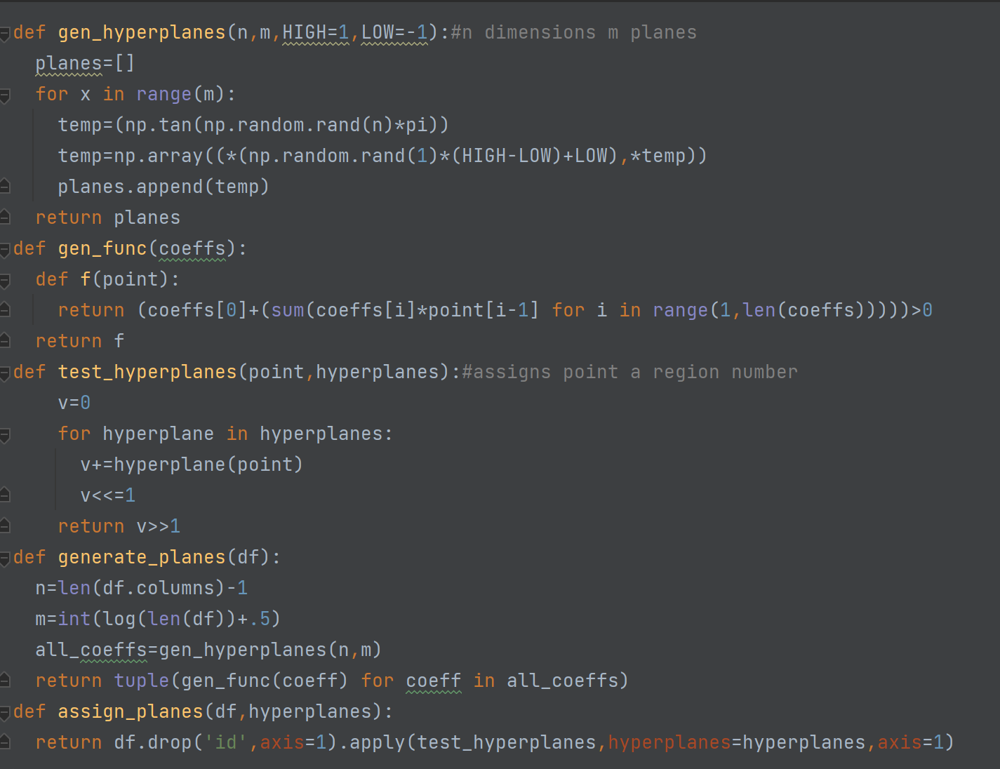 def gen_hyperplanes(n,m,HIGH=1,LOW=-1):#n dimensions m planes
  planes=[]
  for x in range(m):
    temp=(np.tan(np.random.rand(n)*pi))
    temp=np.array((*(np.random.rand(1)*(HIGH-LOW)+LOW),*temp))
    planes.append(temp)
  return planes
def gen_func(coeffs):
  def f(point):
    return (coeffs[0]+(sum(coeffs[i]*point[i-1] for i in range(1,len(coeffs)))))>0
  return f
def test_hyperplanes(point,hyperplanes):#assigns point a region number
    v=0
    for hyperplane in hyperplanes:
      v+=hyperplane(point)
      v<<=1
    return v>>1
def generate_planes(df):
  n=len(df.columns)-1
  m=int(log(len(df))+.5)
  all_coeffs=gen_hyperplanes(n,m)
  return tuple(gen_func(coeff) for coeff in all_coeffs)
def assign_planes(df,hyperplanes):
  return df.drop('id',axis=1).apply(test_hyperplanes,hyperplanes=hyperplanes,axis=1)